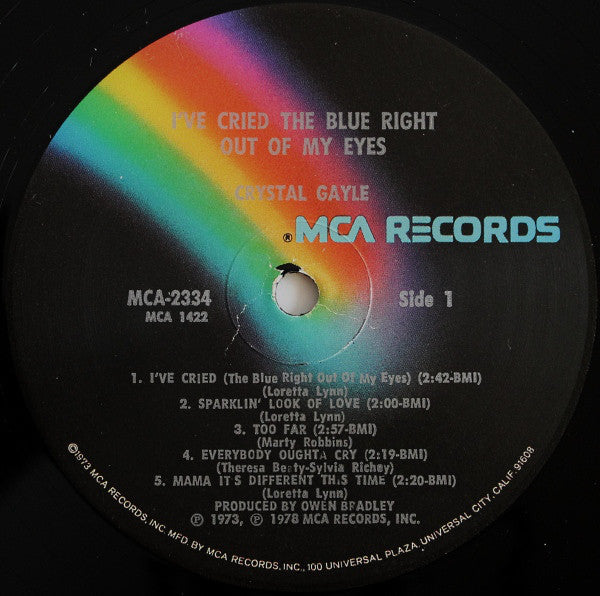 I'VE CRIED THE BLUE RIGHT
OUT OF MY EYES
CRYSTAL GAYLE
® MCA RECORDS
MCA-2334
MCA 1422
Side 1
1. I'VE CRIED (The Blue Right Out Of My Eyes) (2:42-BMI)
(Loretta Lynn)
2. SPARKLIN' LOOK OF LOVE (2:00-BMI)
(Loretta Lynn)
3. TOO FAR (2:57-BMI)
(Marty Robbins)
4. EVERYBODY OUGHTA CRY (2:19-BMI)
(Theresa Beaty-Sylvia Richey)
5. MAMA IT'S DIFFERENT THIS TIME (2:20-BMI)
(Loretta Lynn)
PRODUCED BY OWEN BRADLEY
℗ 1973, ℗ 1978 MCA RECORDS, INC.
©1973 MCA RECORDS, INC. MFD. BY MCA RECORDS, INC., 100 UNIVERSAL PLAZA, UNIVERSAL CITY, CALIF. 91608